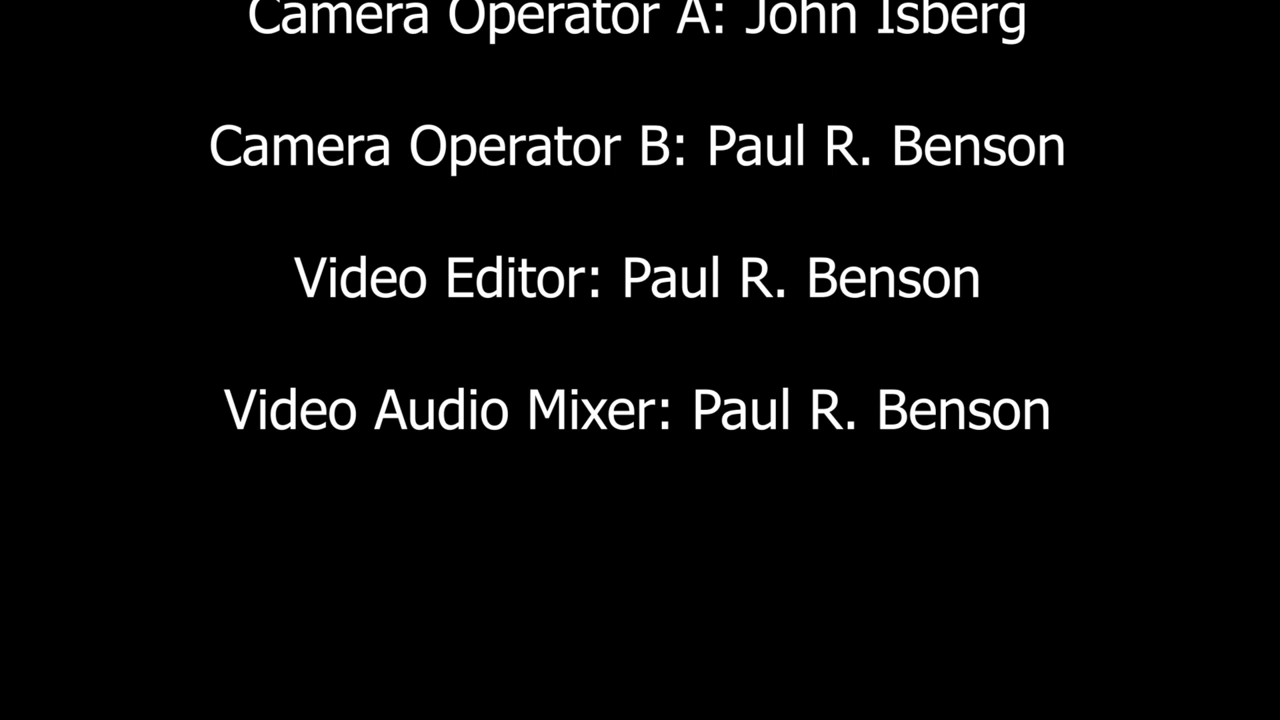 Camera Operator A: John Isberg
Camera Operator B: Paul R. Benson
Video Editor: Paul R. Benson
Video Audio Mixer: Paul R. Benson